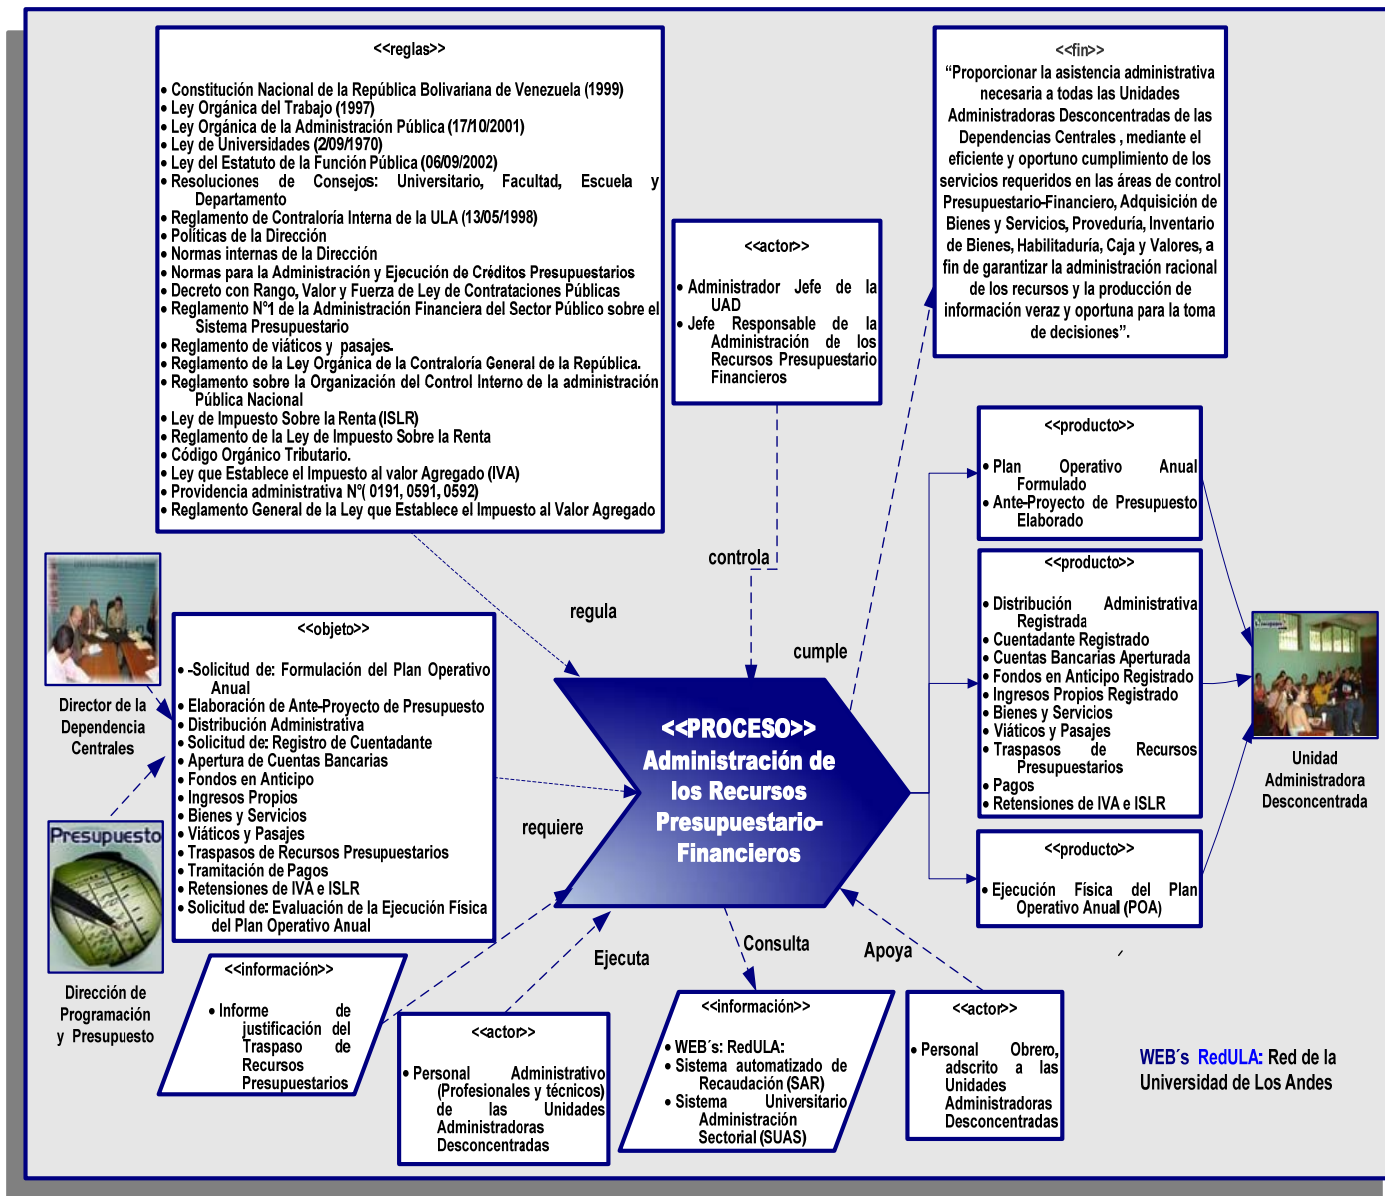 <<reglas>>
• Constitución Nacional de la República Bolivariana de Venezuela (1999)
• Ley Orgánica del Trabajo (1997)
• Ley Orgánica de la Administración Pública (17/10/2001)
• Ley de Universidades (2/09/1970)
• Ley del Estatuto de la Función Pública (06/09/2002)
• Resoluciones de Consejos: Universitario, Facultad, Escuela y
Departamento
• Reglamento de Contraloría Interna de la ULA (13/05/1998)
• Políticas de la Dirección
• Normas internas de la Dirección
• Normas para la Administración y Ejecución de Créditos Presupuestarios
• Decreto con Rango, Valor y Fuerza de Ley de Contrataciones Públicas
• Reglamento N°1 de la Administración Financiera del Sector Público sobre el
Sistema Presupuestario
• Reglamento de viáticos y pasajes.
• Reglamento de la Ley Orgánica de la Contraloría General de la República.
• Reglamento sobre la Organización del Control Interno de la administración
Pública Nacional
• Ley de Impuesto Sobre la Renta (ISLR)
• Reglamento de la Ley de Impuesto Sobre la Renta
• Código Orgánico Tributario.
• Ley que Establece el Impuesto al valor Agregado (IVA)
• Providencia administrativa N°( 0191, 0591, 0592)
• Reglamento General de la Ley que Establece el Impuesto al Valor Agregado
<<actor>>
• Administrador Jefe de la
UAD
• Jefe Responsable de la
Administración de los
Recursos Presupuestario
Financieros
<<fin>>
“Proporcionar la asistencia administrativa
necesaria a todas las Unidades
Administradoras Desconcentradas de las
Dependencias Centrales , mediante el
eficiente y oportuno cumplimiento de los
servicios requeridos en las áreas de control
Presupuestario-Financiero, Adquisición de
Bienes y Servicios, Proveduría, Inventario
de Bienes, Habilitaduría, Caja y Valores, a
fin de garantizar la administración racional
de los recursos y la producción de
información veraz y oportuna para la toma
de decisiones”.
regula
controla
cumple
Director de la
Dependencia
Centrales
Presupuesto
Dirección de
Programación
y Presupuesto
<<objeto>>
• -Solicitud de: Formulación del Plan Operativo
Anual
• Elaboración de Ante-Proyecto de Presupuesto
• Distribución Administrativa
• Solicitud de: Registro de Cuentadante
• Apertura de Cuentas Bancarias
• Fondos en Anticipo
• Ingresos Propios
• Bienes y Servicios
• Viáticos y Pasajes
• Traspasos de Recursos Presupuestarios
• Tramitación de Pagos
• Retensiones de IVA e ISLR
• Solicitud de: Evaluación de la Ejecución Física
del Plan Operativo Anual
requiere
<<PROCESO>>
Administración de
los Recursos
Presupuestario-
Financieros
<<producto>>
• Plan Operativo Anual
Formulado
• Ante-Proyecto de Presupuesto
Elaborado
<<producto>>
• Distribución Administrativa
Registrada
• Cuentadante Registrado
• Cuentas Bancarias Aperturada
• Fondos en Anticipo Registrado
• Ingresos Propios Registrado
• Bienes y Servicios
• Viáticos y Pasajes
• Traspasos de Recursos
Presupuestarios
• Pagos
• Retensiones de IVA e ISLR
<<producto>>
• Ejecución Física del Plan
Operativo Anual (POA)
Unidad
Administradora
Desconcentrada
<<información>>
• Informe de
justificación del
Traspaso de
Recursos
Presupuestarios
Ejecuta
<<actor>>
• Personal Administrativo
(Profesionales y técnicos)
de las Unidades
Administradoras
Desconcentradas
Consulta
<<información>>
• WEB's: RedULA:
• Sistema automatizado de
Recaudación (SAR)
• Sistema Universitario
Administración
Sectorial (SUAS)
Apoya
<<actor>>
• Personal Obrero,
adscrito a las
Unidades
Administradoras
Desconcentradas
WEB´s RedULA: Red de la
Universidad de Los Andes